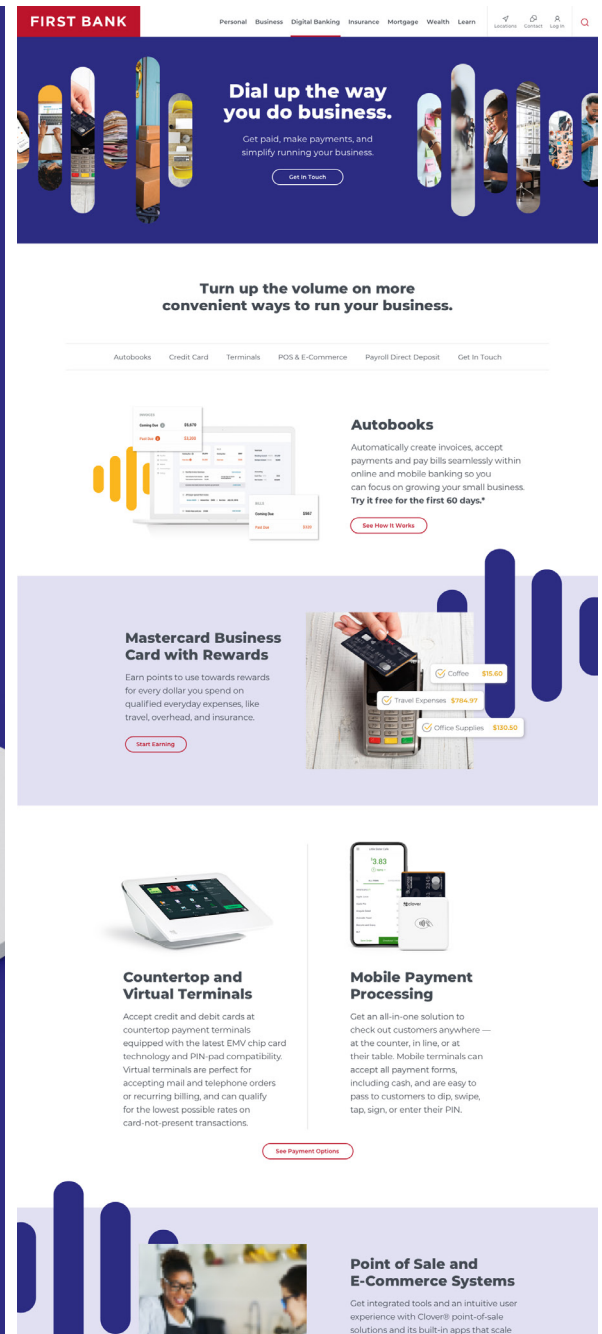 FIRST BANK
Personal Business Digital Banking Insurance Mortgage Wealth Learn
Locations Contact Log In
Dial up the way
you do business.
Get paid, make payments, and
simplify running your business.
Get In Touch
Turn up the volume on more
convenient ways to run your business.
Autobooks Credit Card Terminals POS & E-Commerce Payroll Direct Deposit Get In Touch
INVOICES
Coming Due $5,678
Past Due
BILLS
Coming Due $567
Past Due
Autobooks
Automatically create invoices, accept
payments and pay bills seamlessly within
online and mobile banking so you
can focus on growing your small business.
Try it free for the first 60 days.*
See How It Works
Mastercard Business
Card with Rewards
Earn points to use towards rewards
for every dollar you spend on
qualified everyday expenses, like
travel, overhead, and insurance.
Start Earning
Coffee $15.60
Travel Expenses $784.97
Office Supplies $130.50
Countertop and
Virtual Terminals
Accept credit and debit cards at
countertop payment terminals
equipped with the latest EMV chip card
technology and PIN-pad compatibility.
Virtual terminals are perfect for
accepting mail and telephone orders
or recurring billing, and can qualify
for the lowest possible rates on
card-not-present transactions.
3.83
clover
Mobile Payment
Processing
Get an all-in-one solution to
check out customers anywhere —
at the counter, in line, or at
their table. Mobile terminals can
accept all payment forms,
including cash, and are easy to
pass to customers to dip, swipe,
tap, sign, or enter their PIN.
See Payment Options
Point of Sale and
E-Commerce Systems
Get integrated tools and an intuitive user
experience with Clover® point-of-sale
solutions and its built-in apps that scale